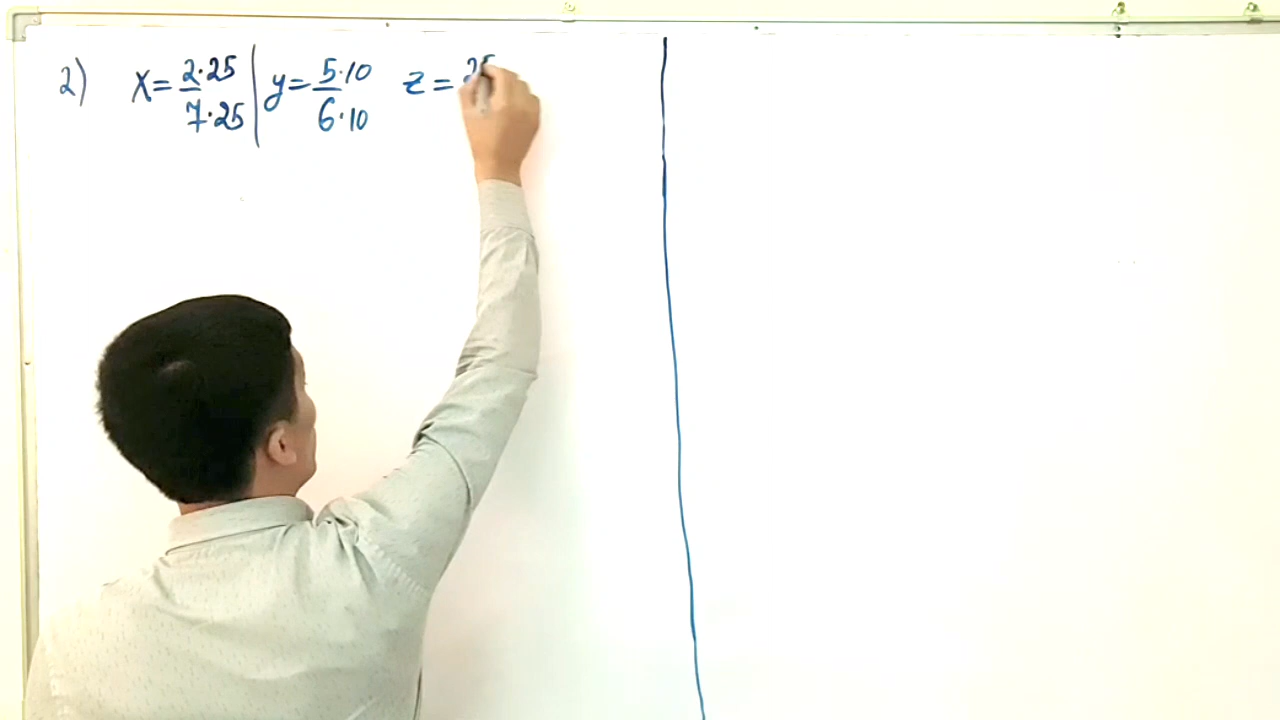 2) X = 2·25 / 7·25 | y = 5·10 / 6·10 z =